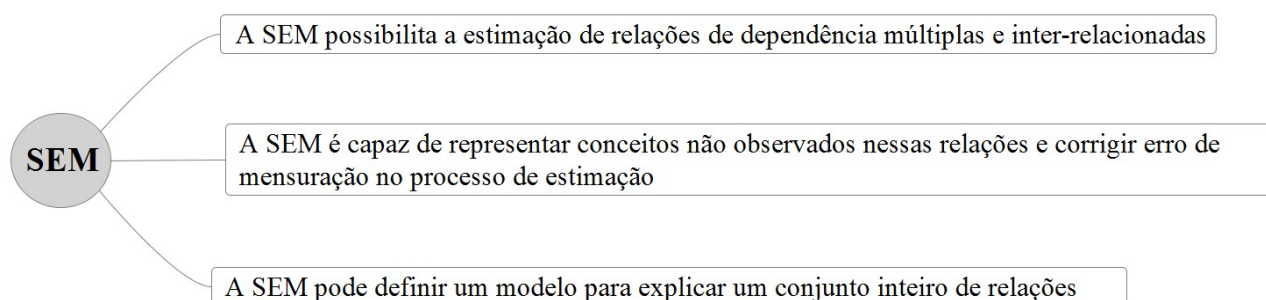 A SEM possibilita a estimação de relações de dependência múltiplas e inter-relacionadas
SEM
A SEM é capaz de representar conceitos não observados nessas relações e corrigir erro de
mensuração no processo de estimação
A SEM pode definir um modelo para explicar um conjunto inteiro de relações